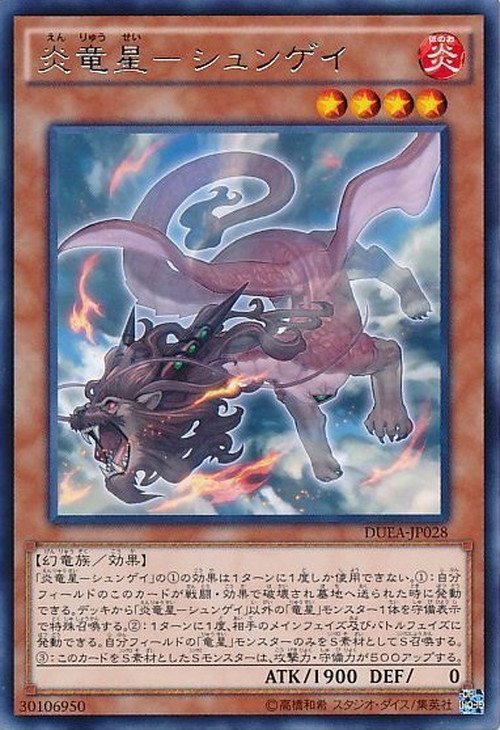 えん りゅう せい
炎竜星－シュンゲイ
ほのお
炎
DUEA-JP028
【幻竜族／効果】
「炎竜星－シュンゲイ」の①の効果は１ターンに１度しか使用できない。①：自分
フィールドのこのカードが戦闘・効果で破壊され墓地へ送られた時に発動
できる。デッキから「炎竜星－シュンゲイ」以外の「竜星」モンスター１体を守備表示
で特殊召喚する。②：１ターンに１度、相手のメインフェイズ及びバトルフェイズに
発動できる。自分フィールドの「竜星」モンスターのみをＳ素材としてＳ召喚する。
③：このカードをＳ素材としたＳモンスターは、攻撃力・守備力が５００アップする。
ATK/1900 DEF/ 0
30106950
©高橋和希 スタジオ・ダイス/集英社